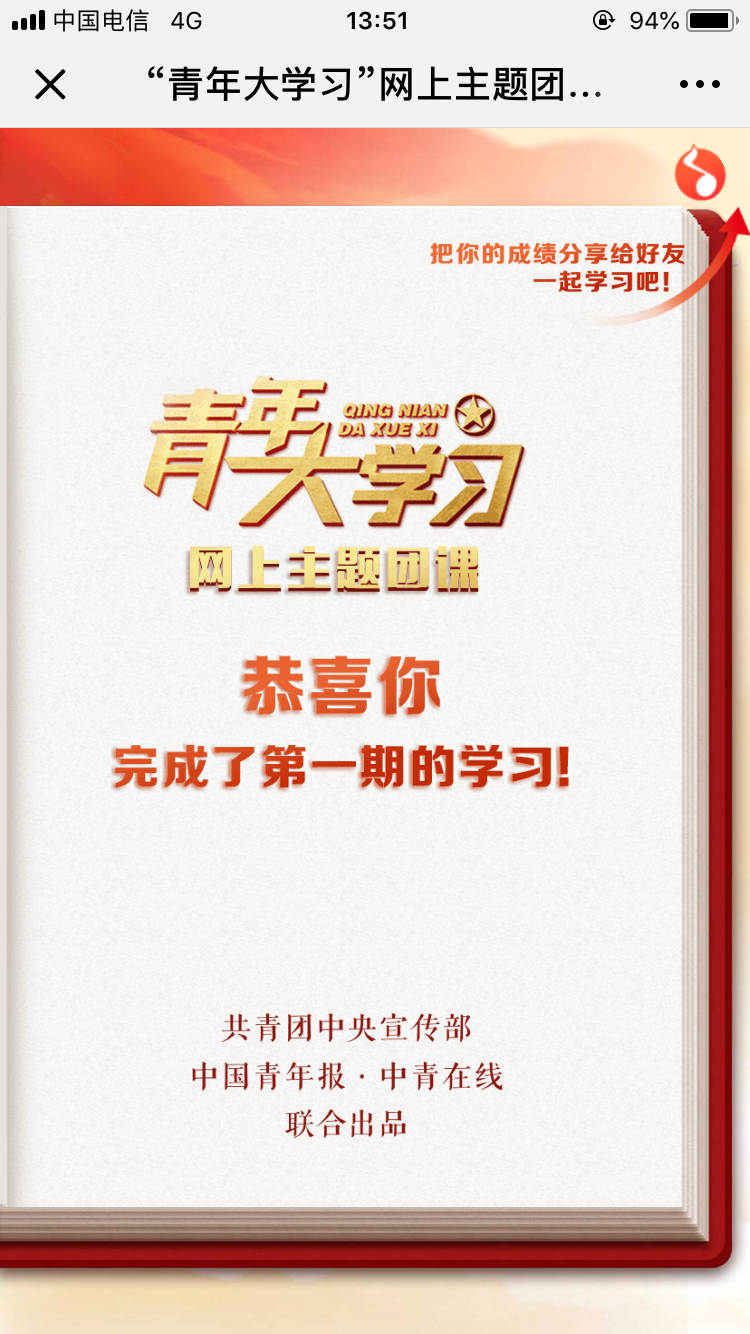 中国电信 4G 13:51 94%
“青年大学习”网上主题团...
把你的成绩分享给好友
一起学习吧！
青年大学习
QING NIAN
DA XUE XI
网上主题团课
恭喜你
完成了第一期的学习！
共青团中央宣传部
中国青年报·中青在线
联合出品